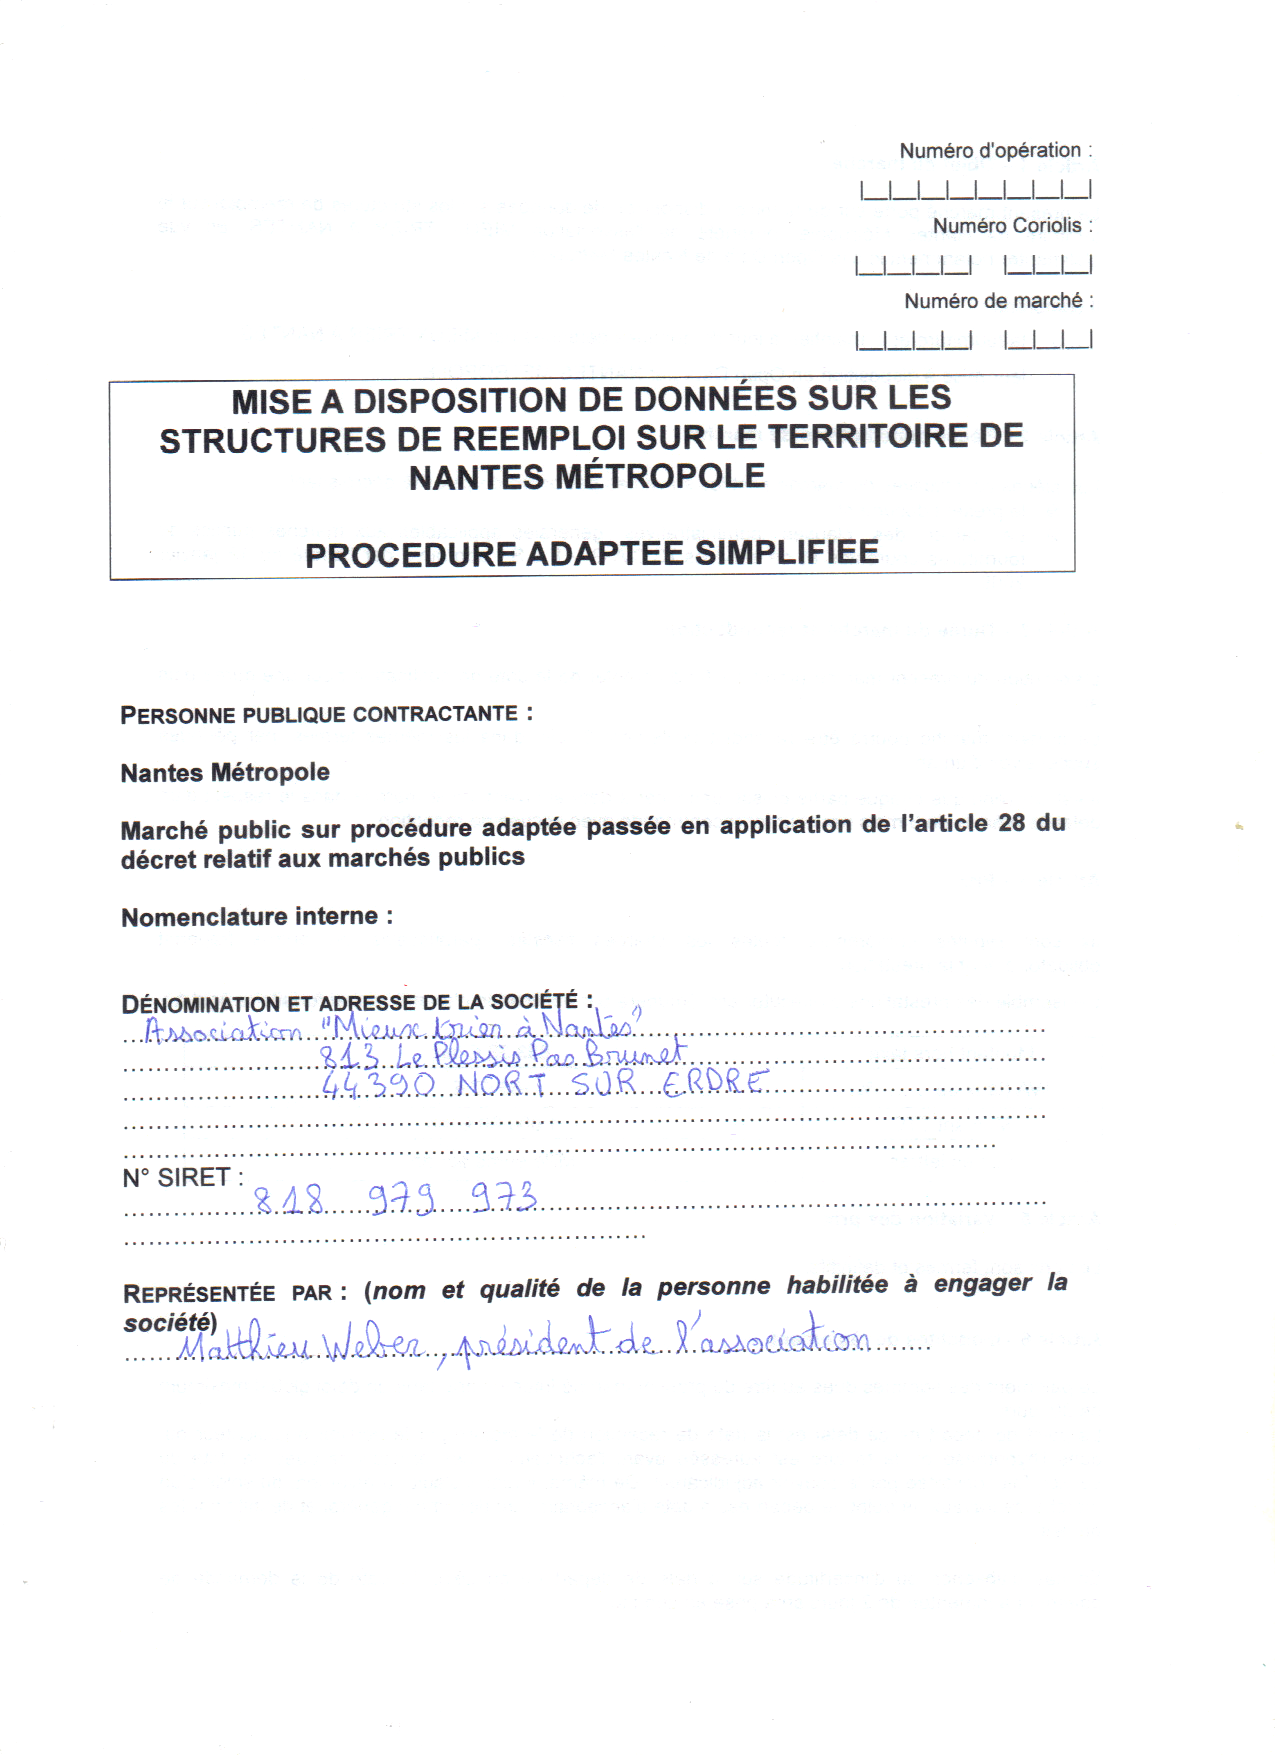 Numéro d'opération :
Numéro Coriolis :
Numéro de marché :
MISE A DISPOSITION DE DONNÉES SUR LES
STRUCTURES DE REEMPLOI SUR LE TERRITOIRE DE
NANTES MÉTROPOLE
PROCEDURE ADAPTEE SIMPLIFIEE
PERSONNE PUBLIQUE CONTRACTANTE :
Nantes Métropole
Marché public sur procédure adaptée passée en application de l'article 28 du
décret relatif aux marchés publics
Nomenclature interne :
DÉNOMINATION ET ADRESSE DE LA SOCIÉTÉ :
Association "Mieux trier à Nantes"
813 Le Plessis Pas Brunet
44390 NORT SUR ERDRE
N° SIRET :
818 979 973
REPRÉSENTÉE PAR : (nom et qualité de la personne habilitée à engager la
société)
Matthieu Weber, président de l'association